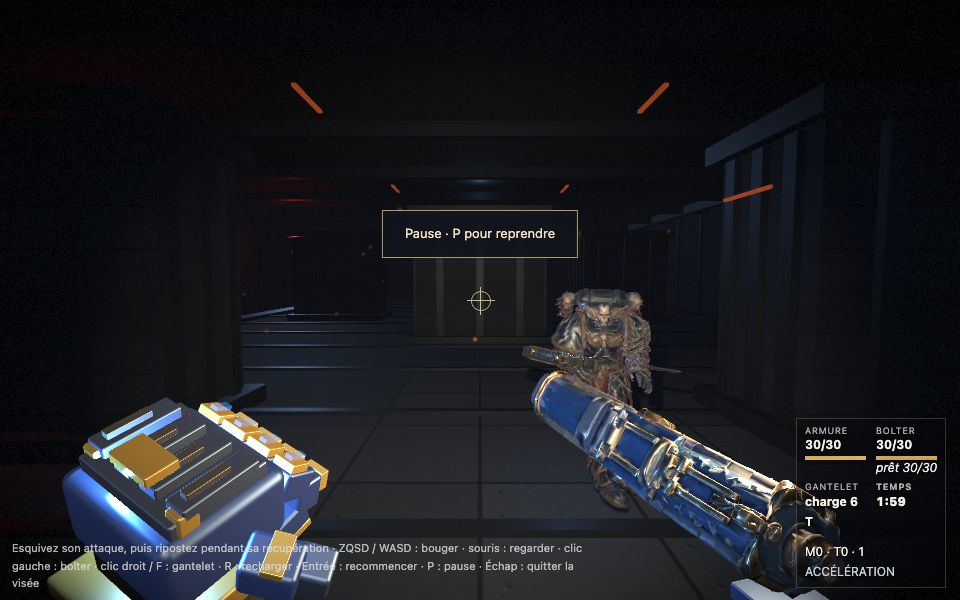 Pause · P pour reprendre
ARMURE BOLTER
30/30 30/30
prêt 30/30
GANTELET TEMPS
charge 6 1:59
T
M0 · T0 · 1
ACCÉLÉRATION
Esquivez son attaque, puis ripostez pendant sa récupération · ZQSD / WASD : bouger · souris : regarder · clic
gauche : bolter · clic droit / F : gantelet · R : recharger · Entrée : recommencer · P : pause · Échap : quitter la
visée